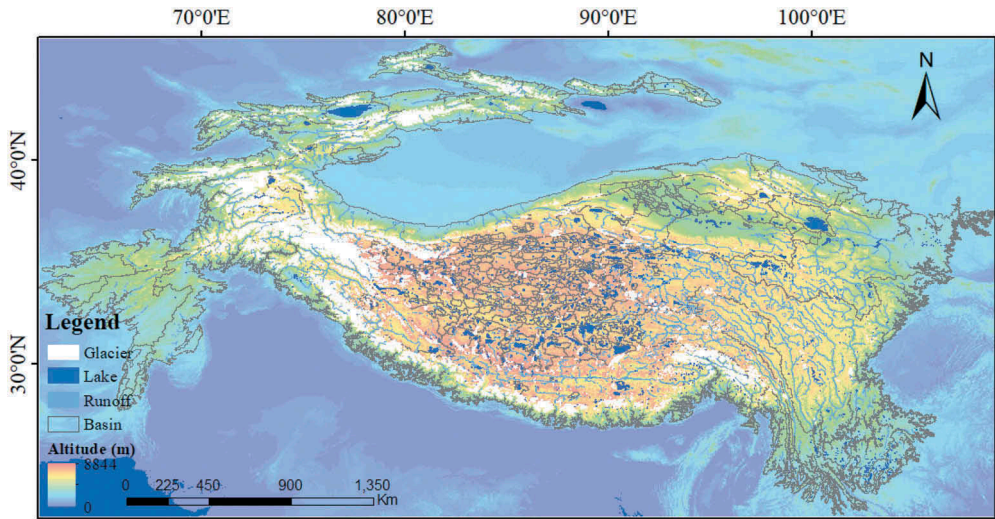 70°0'E 80°0'E 90°0'E 100°0'E
N
40°0'N
30°0'N
Legend
Glacier
Lake
Runoff
Basin
Altitude (m)
8844
0
0 225 450 900 1,350
Km